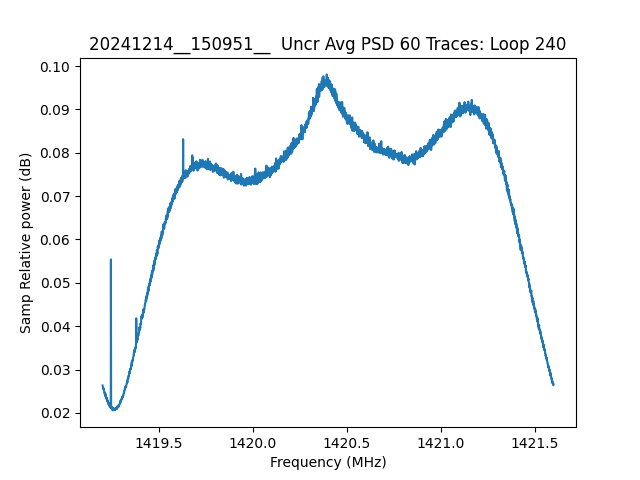 20241214__150951__  Uncr Avg PSD 60 Traces: Loop 240
0.10
0.09
0.08
0.07
0.06
0.05
0.04
0.03
0.02
Samp Relative power (dB)
1419.5 1420.0 1420.5 1421.0 1421.5
Frequency (MHz)